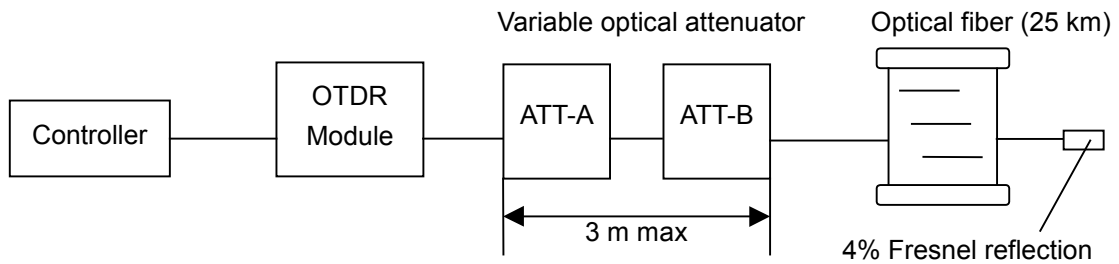 Variable optical attenuator
Optical fiber (25 km)
Controller
OTDR
Module
ATT-A
ATT-B
3 m max
4% Fresnel reflection